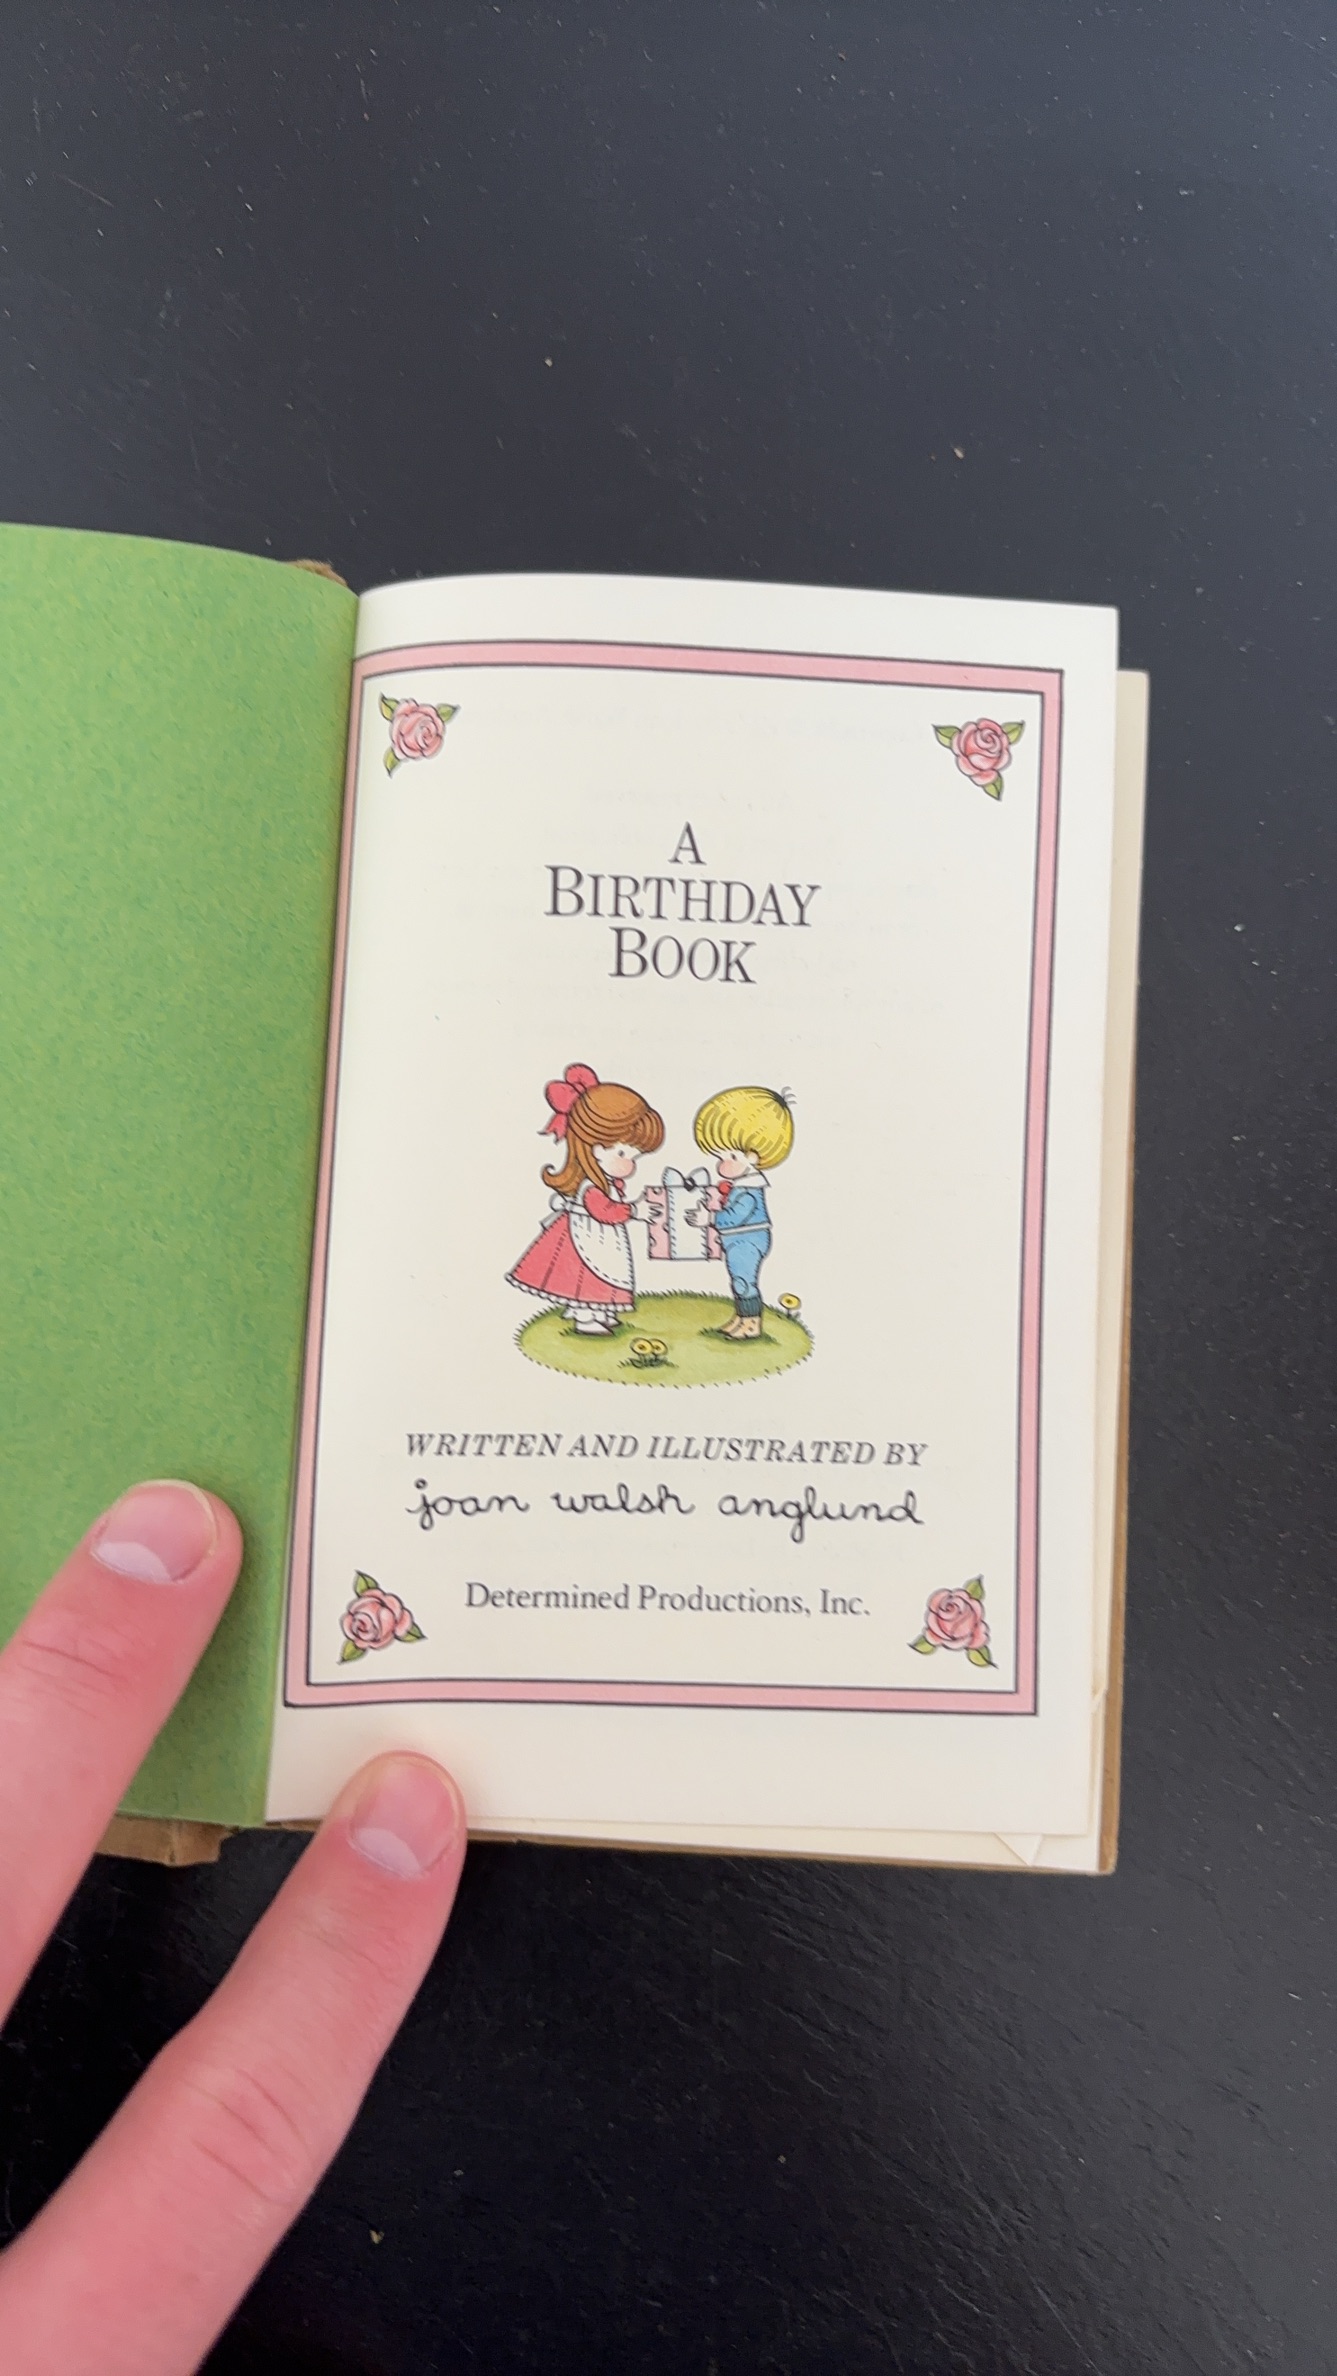 A
BIRTHDAY
BOOK
WRITTEN AND ILLUSTRATED BY
joan walsh anglund
Determined Productions, Inc.